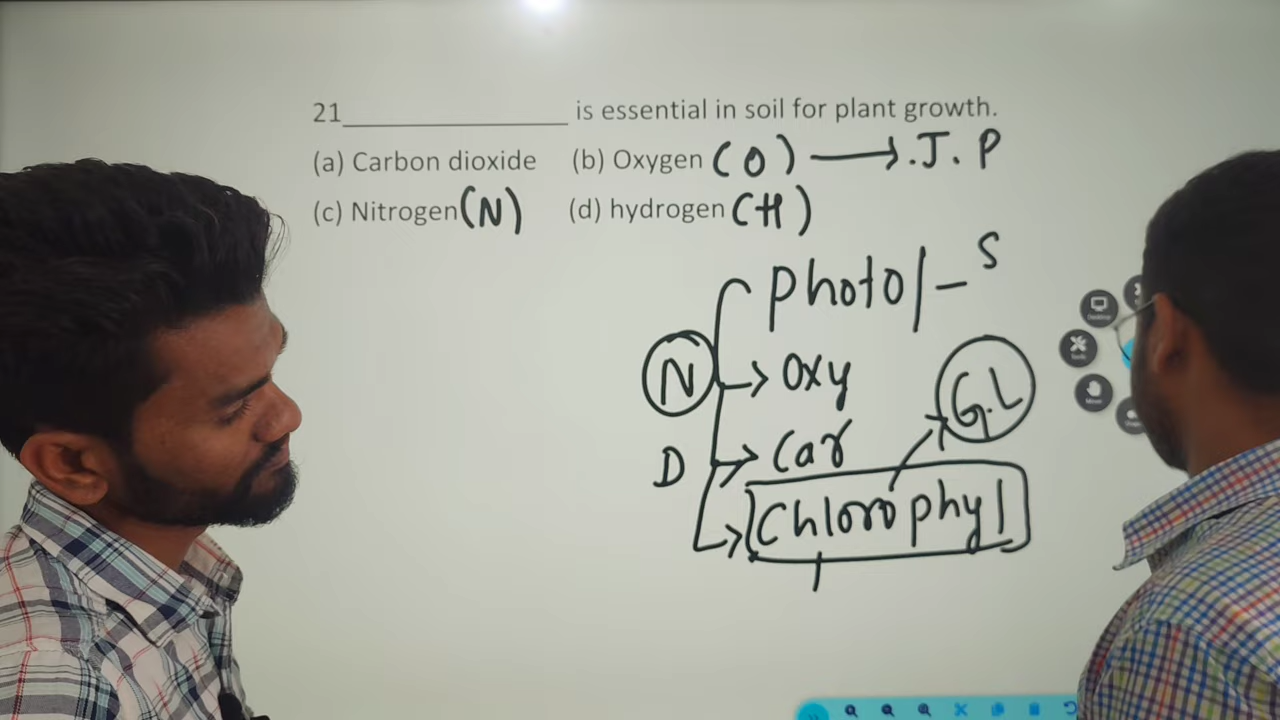 21________________ is essential in soil for plant growth.
(a) Carbon dioxide (b) Oxygen (O) → .J.P
(c) Nitrogen (N) (d) hydrogen (H)
Photo/- s
N → Oxy
G.L
D → Car
→ Chlorophyl